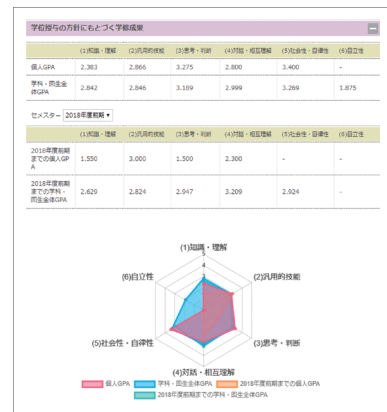 学位授与の方針にもとづく学修成果
(1)知識・理解 (2)汎用的技能 (3)思考・判断 (4)対話・相互理解 (5)社会性・自律性 (6)自立性
個人GPA 2.383 2.866 3.275 2.800 3.400 -
学科・回生全体GPA 2.842 2.846 3.189 2.999 3.269 1.875
セメスター 2018年度前期
(1)知識・理解 (2)汎用的技能 (3)思考・判断 (4)対話・相互理解 (5)社会性・自律性 (6)自立性
2018年度前期までの個人GPA 1.550 3.000 1.500 2.300 - -
2018年度前期までの学科・回生全体GPA 2.629 2.824 2.947 3.209 2.924 -
(1)知識・理解
5
4
3
(6)自立性 (2)汎用的技能
(5)社会性・自律性 (3)思考・判断
(4)対話・相互理解
個人GPA 学科・回生全体GPA 2018年度前期までの個人GPA
2018年度前期までの学科・回生全体GPA